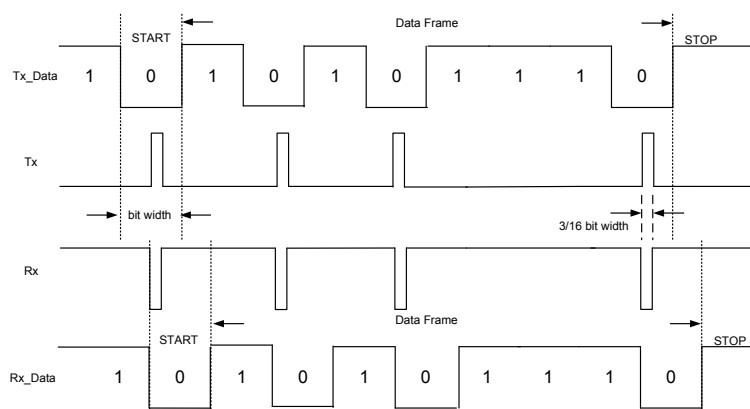 START
Data Frame
STOP
Tx_Data 1 0 1 0 1 0 1 1 1 0
Tx
bit width
3/16 bit width
Rx
START
Data Frame
STOP
Rx_Data 1 0 1 0 1 0 1 1 1 0